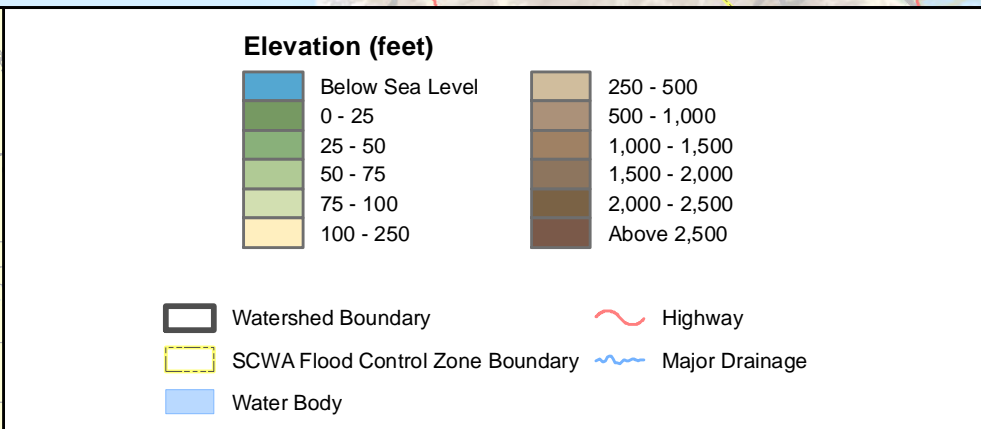 Elevation (feet)
Below Sea Level
0 - 25
25 - 50
50 - 75
75 - 100
100 - 250
250 - 500
500 - 1,000
1,000 - 1,500
1,500 - 2,000
2,000 - 2,500
Above 2,500
Watershed Boundary
SCWA Flood Control Zone Boundary
Water Body
Highway
Major Drainage